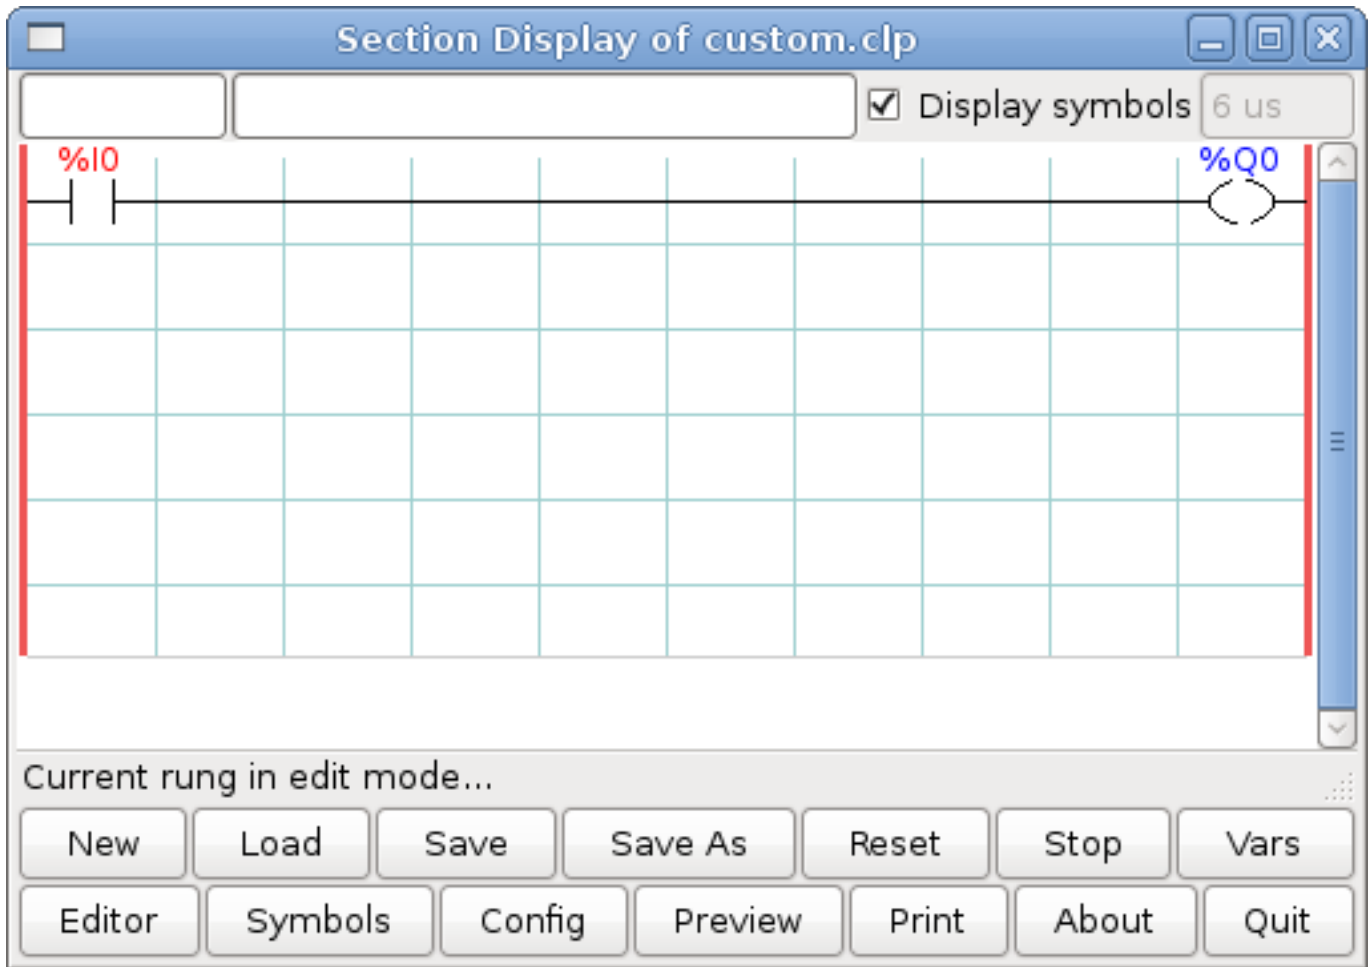 Section Display of custom.clp
Display symbols 6 us
%I0 %Q0
Current rung in edit mode...
New Load Save Save As Reset Stop Vars
Editor Symbols Config Preview Print About Quit